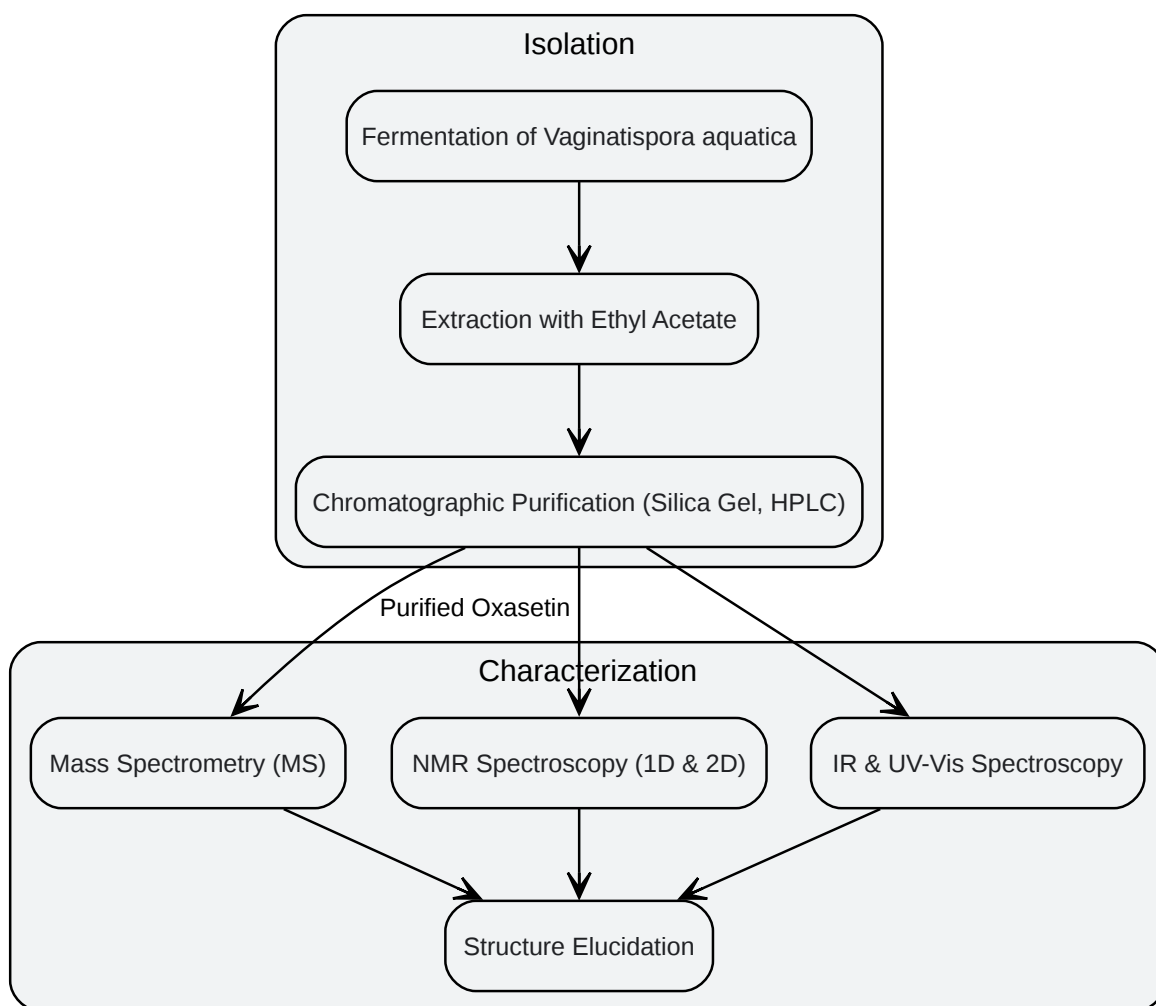 Isolation
Fermentation of Vaginatispora aquatica
Extraction with Ethyl Acetate
Chromatographic Purification (Silica Gel, HPLC)
Purified Oxasetin
Characterization
Mass Spectrometry (MS)
NMR Spectroscopy (1D & 2D)
IR & UV-Vis Spectroscopy
Structure Elucidation